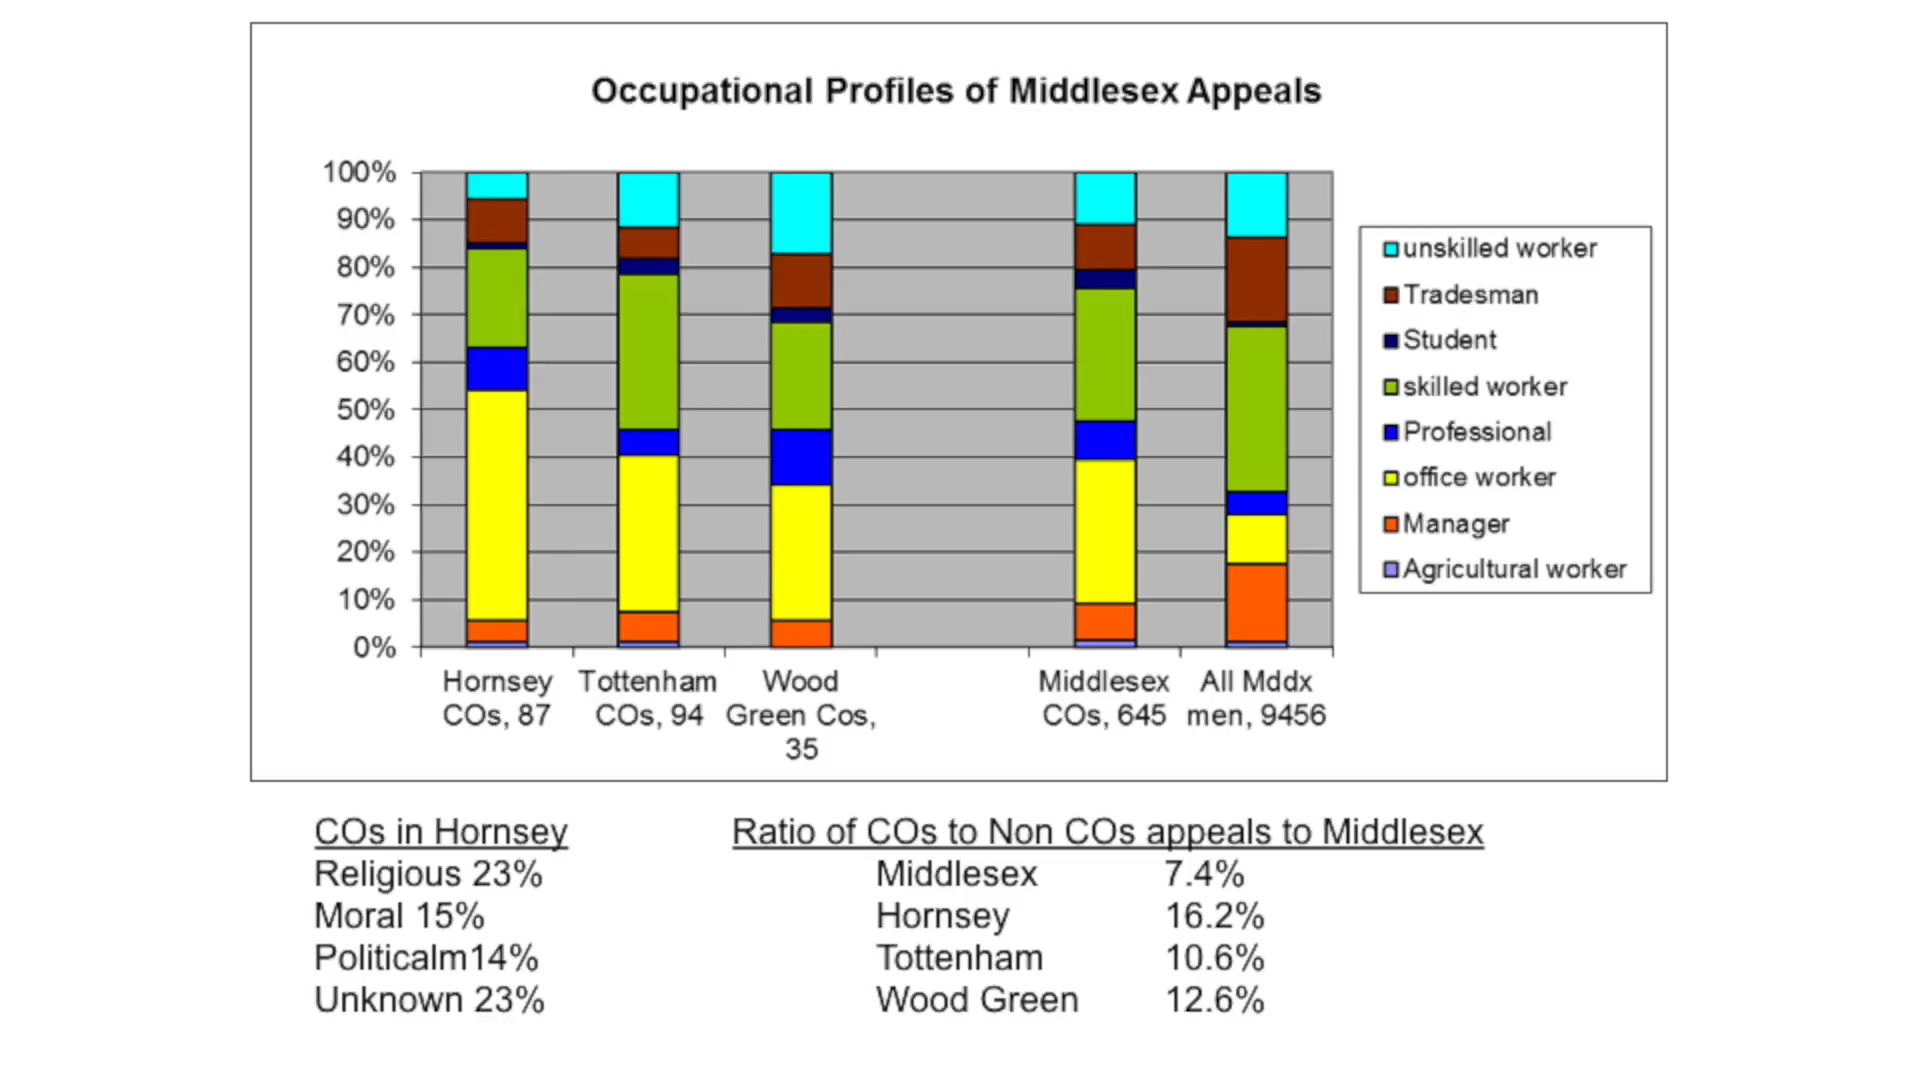 Occupational Profiles of Middlesex Appeals
100%
90%
80%
70%
60%
50%
40%
30%
20%
10%
0%
Hornsey
COs, 87
Tottenham
COs, 94
Wood
Green Cos,
35
Middlesex
COs, 645
All Mddx
men, 9456
unskilled worker
Tradesman
Student
skilled worker
Professional
office worker
Manager
Agricultural worker
COs in Hornsey
Religious 23%
Moral 15%
Politicalm14%
Unknown 23%
Ratio of COs to Non COs appeals to Middlesex
Middlesex 7.4%
Hornsey 16.2%
Tottenham 10.6%
Wood Green 12.6%